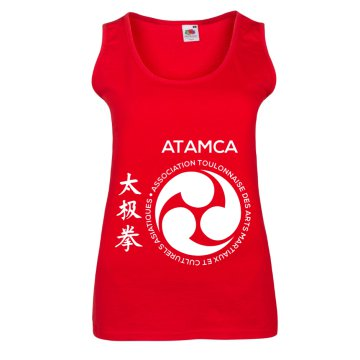 ATAMCA
• ASSOCIATION TOULONNAISE DES ARTS MARTIAUX ET CULTURELS ASIATIQUES
太极拳